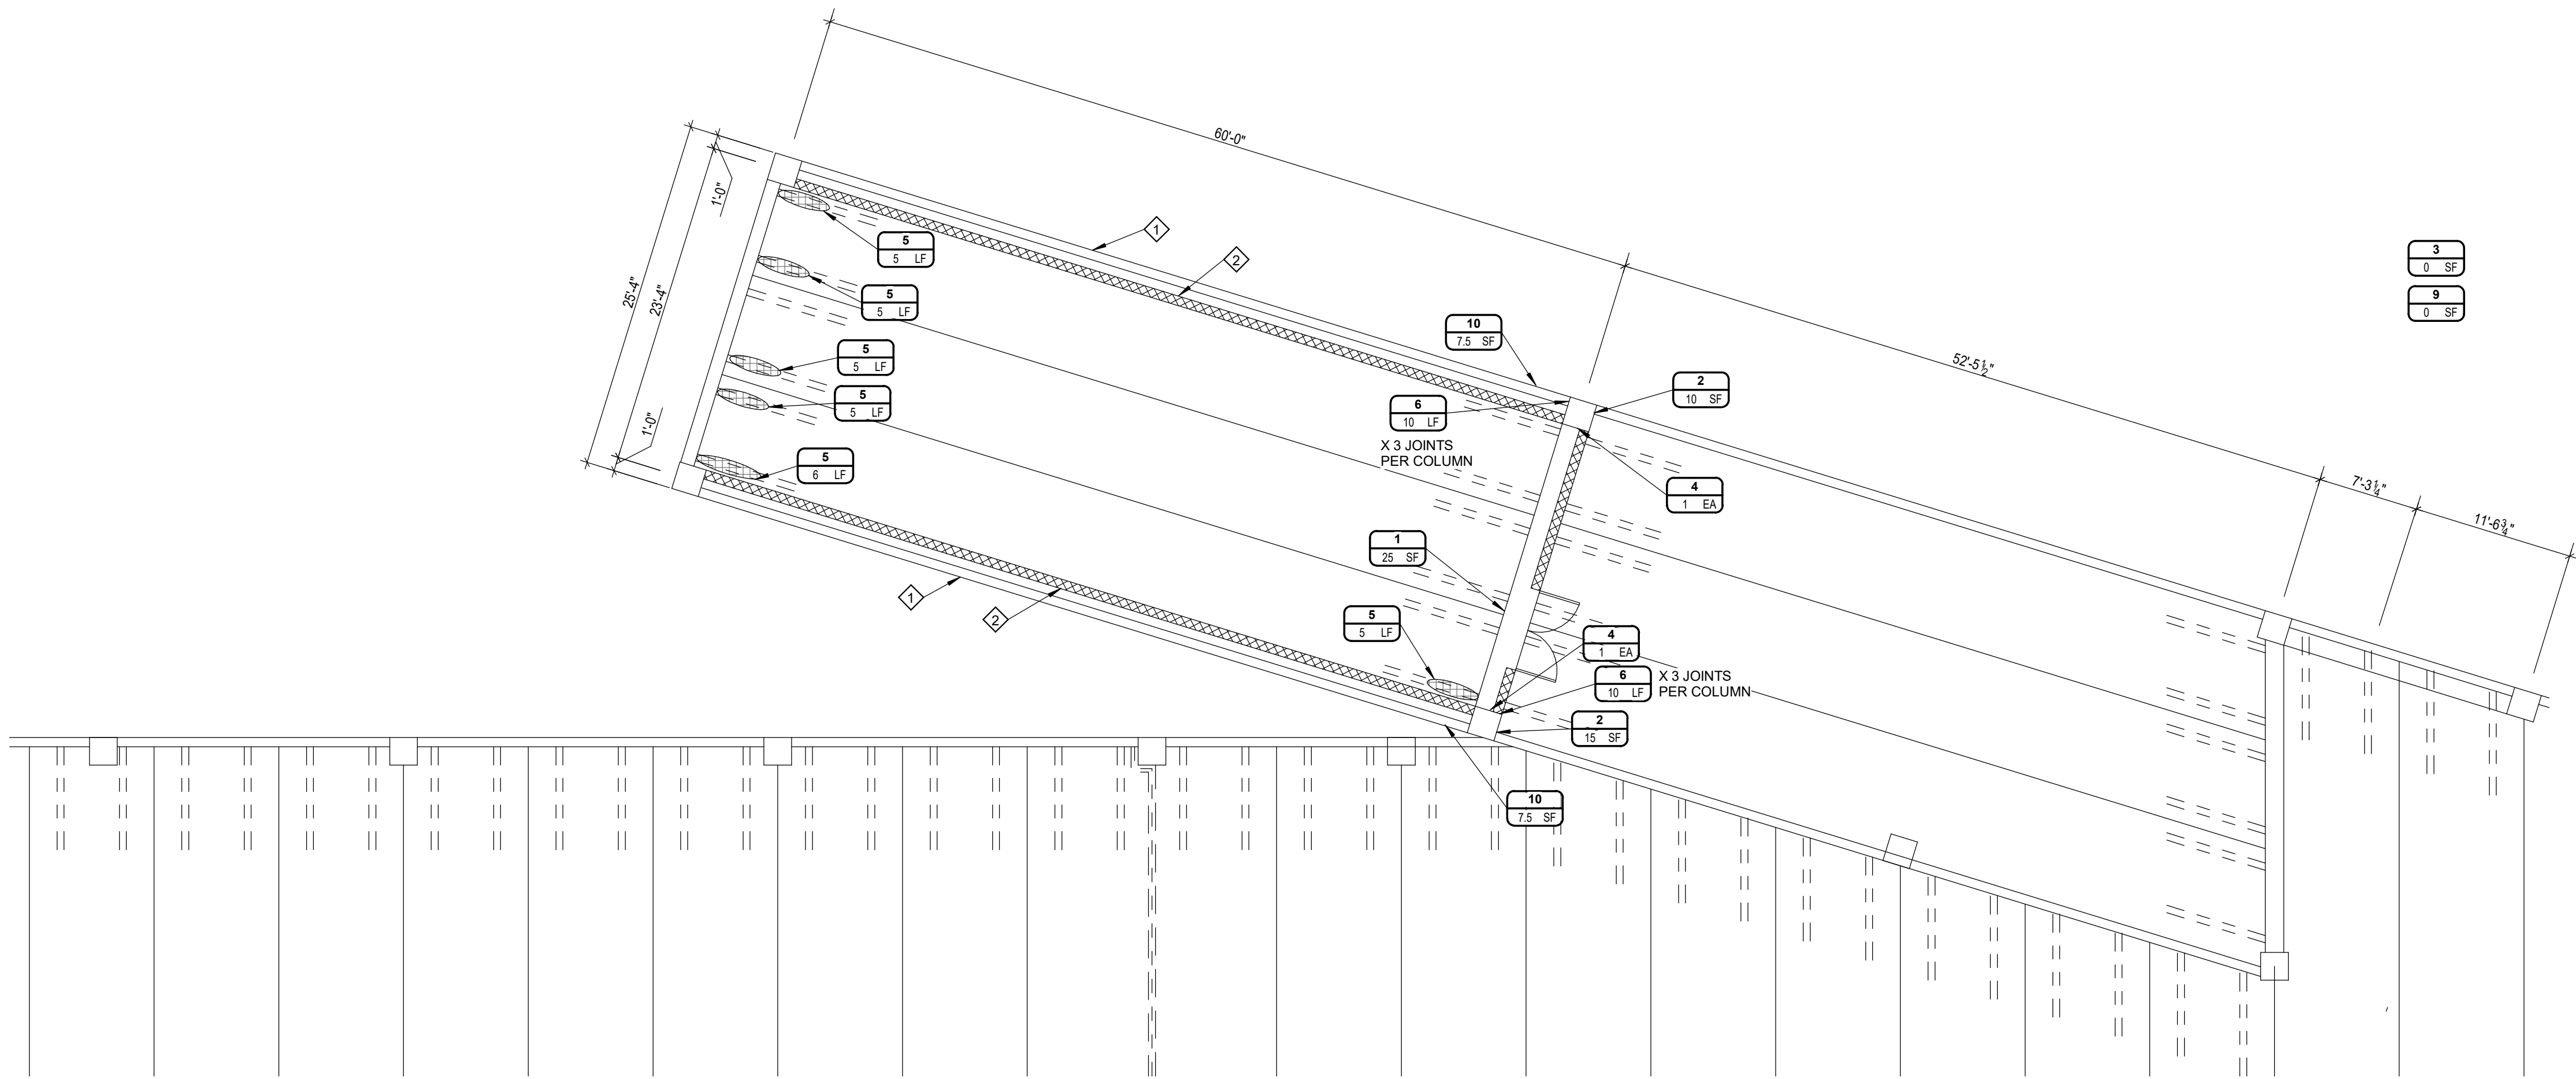 60'-0"
1'-0"
25'-4"
23'-4"
1'-0"
52'-5½"
7'-3¼"
11'-6¾"
1
2
5
5 LF
5
5 LF
5
5 LF
5
5 LF
5
6 LF
3
0 SF
9
0 SF
10
7.5 SF
2
10 SF
6
10 LF
X 3 JOINTS
PER COLUMN
4
1 EA
1
25 SF
1
2
5
5 LF
4
1 EA
6
10 LF
X 3 JOINTS
PER COLUMN
2
15 SF
10
7.5 SF